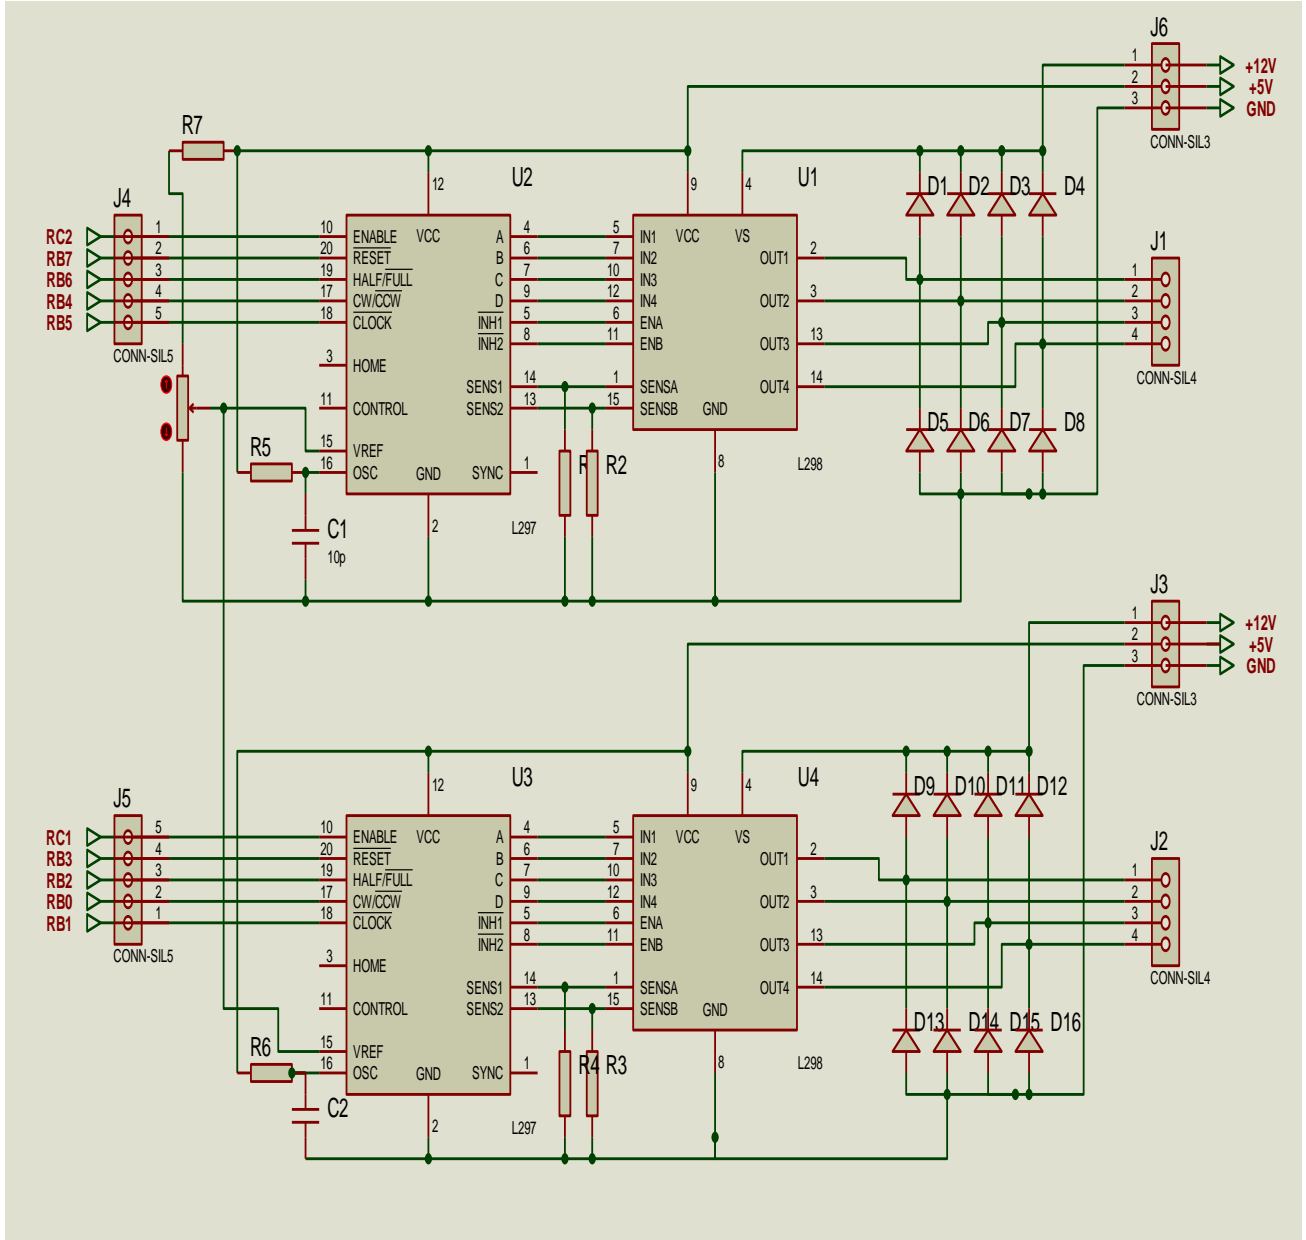 J6
1 +12V
2 +5V
3 GND
CONN-SIL3
R7
U2
U1
12
9
4
D1 D2 D3 D4
J4
RC2 1 10 ENABLE VCC A 4 5 IN1 VCC VS
RB7 2 20 RESET B 6 7 IN2 OUT1 2
RB6 3 19 HALF/FULL C 7 10 IN3
RB4 4 17 CW/CCW D 9 12 IN4 OUT2 3
RB5 5 18 CLOCK INH1 5 6 ENA
INH2 8 11 ENB OUT3 13
J1
1
2
3
4
CONN-SIL4
CONN-SIL5
3 HOME
SENS1 14 1 SENSA OUT4 14
11 CONTROL SENS2 13 15 SENSB GND
15 VREF
R5 16 OSC GND SYNC 1
R R2
8
L298
D5 D6 D7 D8
C1
10p
2
L297
J3
1 +12V
2 +5V
3 GND
CONN-SIL3
U3
U4
12
9
4
D9 D10 D11 D12
J5
RC1 5 10 ENABLE VCC A 4 5 IN1 VCC VS
RB3 4 20 RESET B 6 7 IN2 OUT1 2
RB2 3 19 HALF/FULL C 7 10 IN3
RB0 2 17 CW/CCW D 9 12 IN4 OUT2 3
RB1 1 18 CLOCK INH1 5 6 ENA
INH2 8 11 ENB OUT3 13
J2
1
2
3
4
CONN-SIL4
CONN-SIL5
3 HOME
SENS1 14 1 SENSA OUT4 14
11 CONTROL SENS2 13 15 SENSB GND
15 VREF
R6 16 OSC GND SYNC 1
R4 R3
8
L298
D13 D14 D15 D16
C2
2
L297